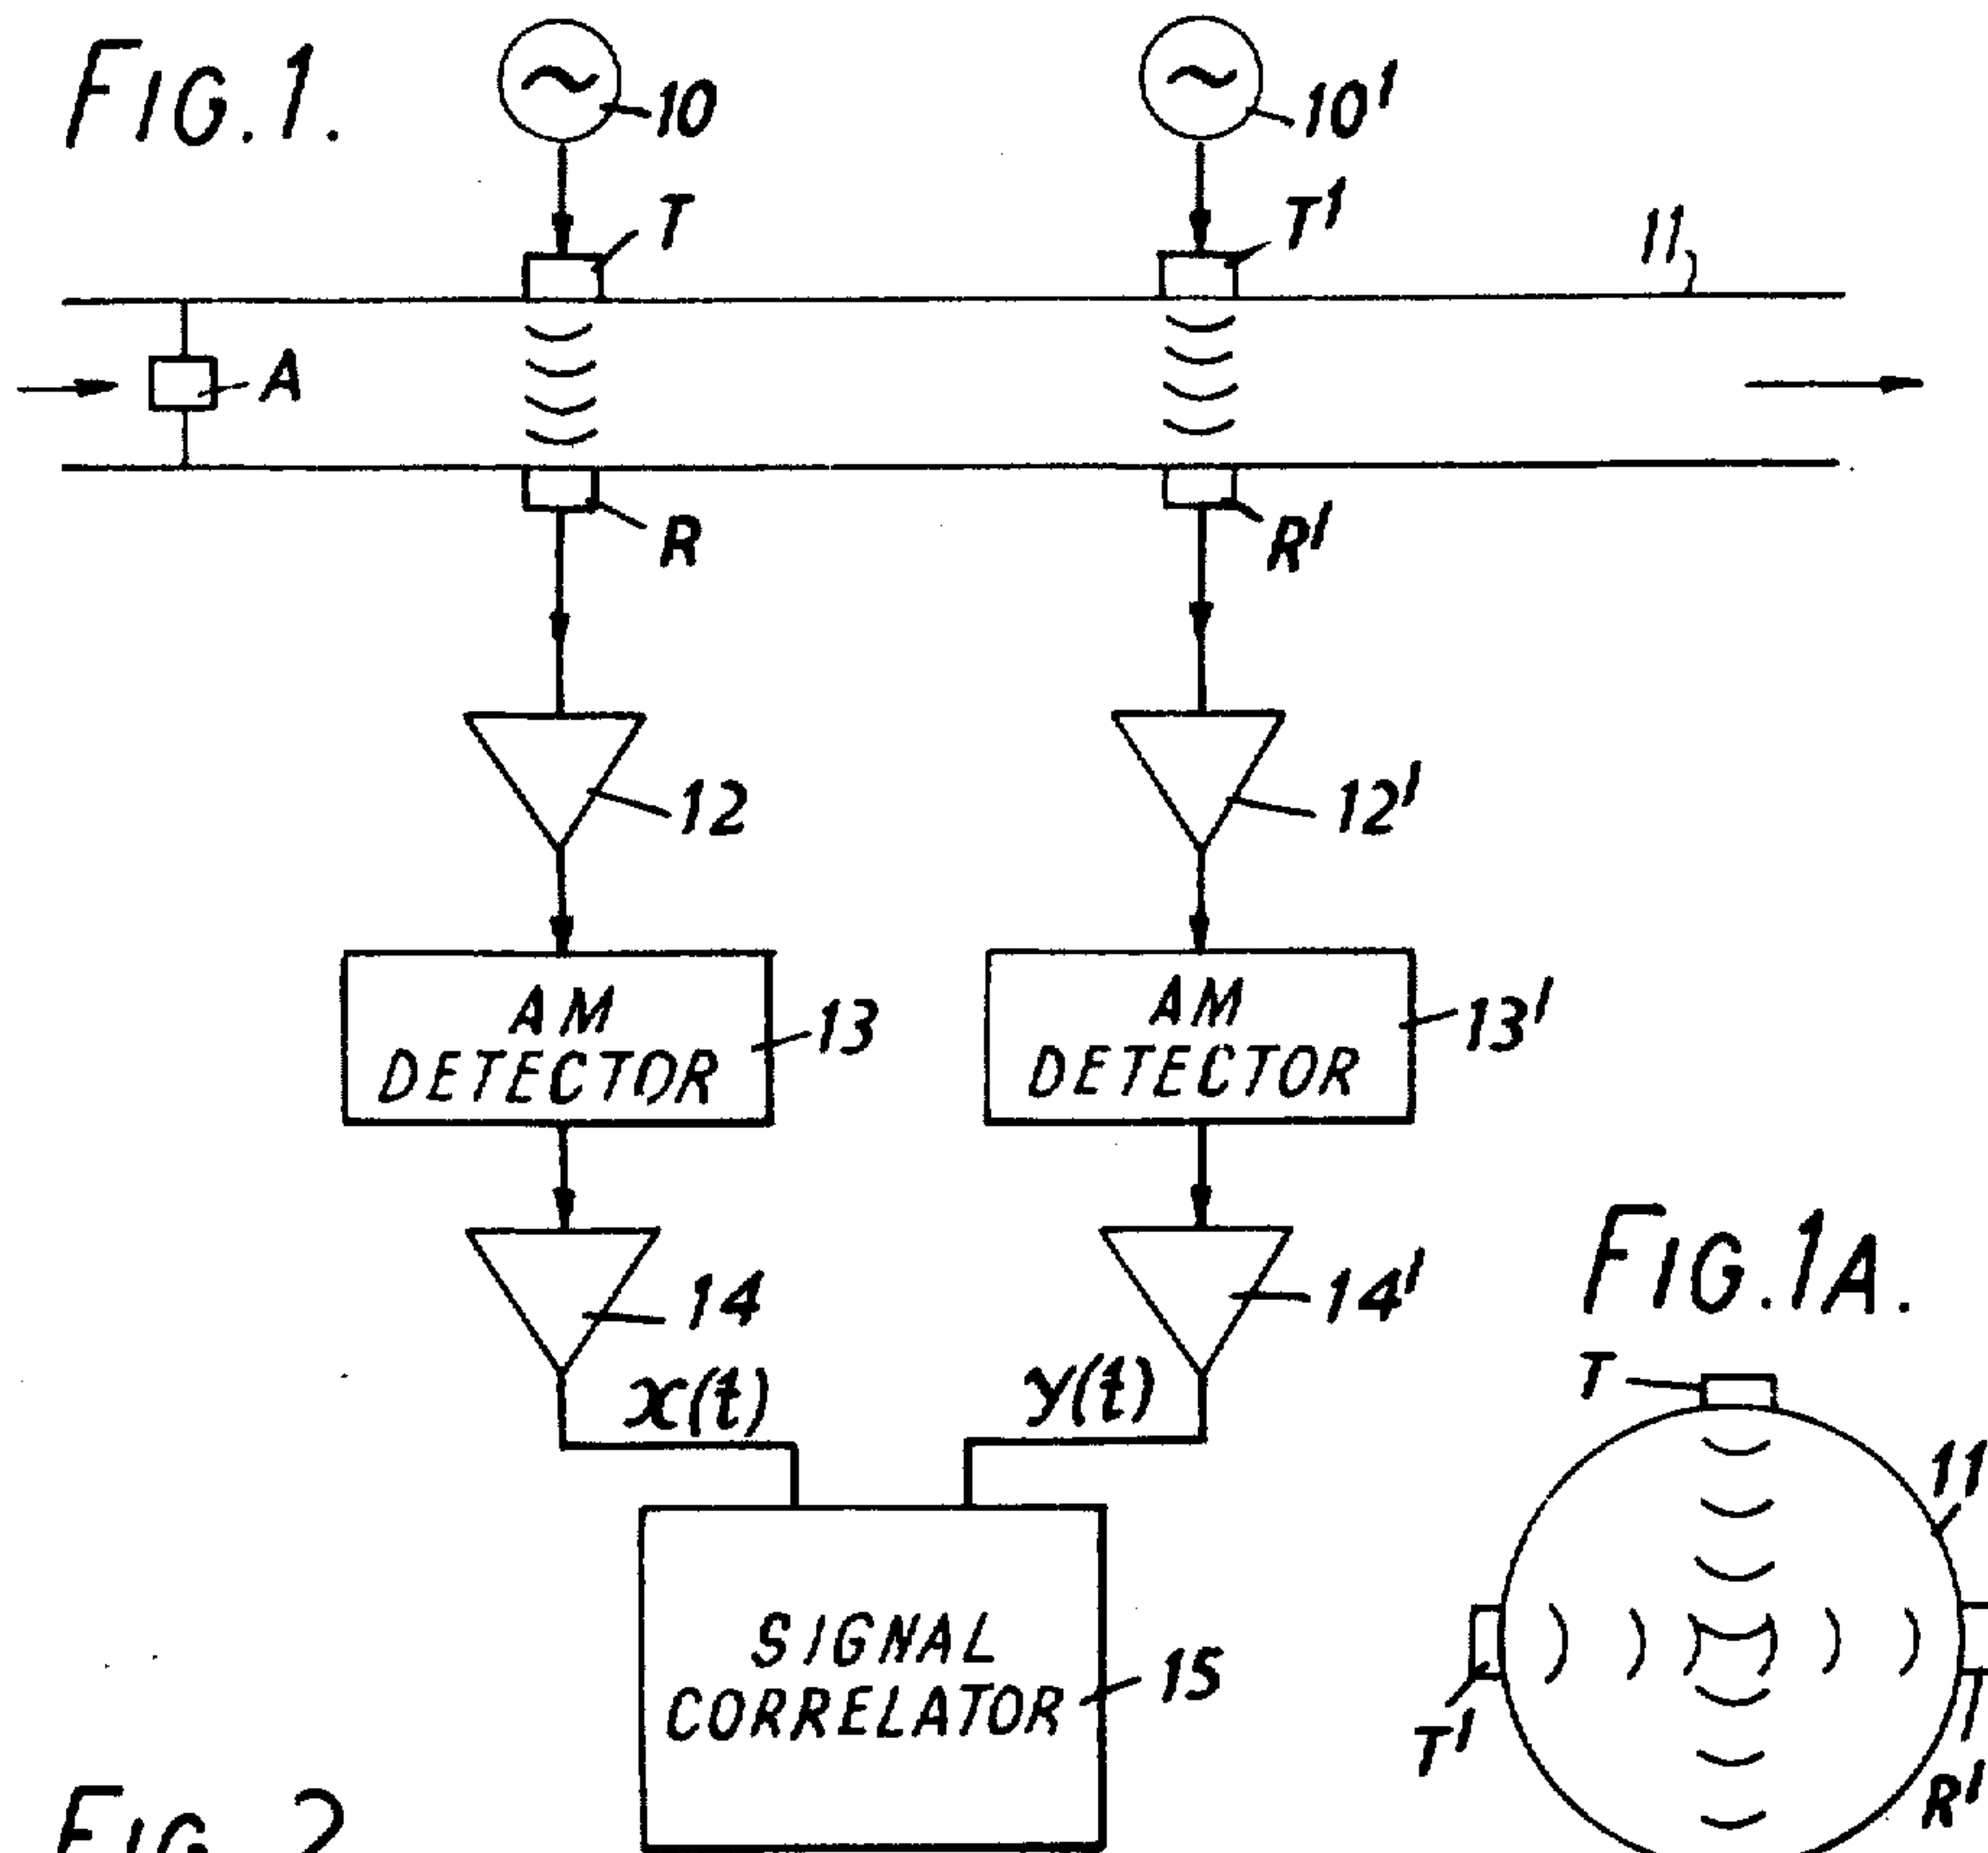 FIG.1.
10
10'
T
T'
11
A
R
R'
12
12'
AM
DETECTOR
13
AM
DETECTOR
13'
14
14'
x(t)
y(t)
SIGNAL
CORRELATOR
15
FIG.1A.
T
11
T'
R'
FIG. 2